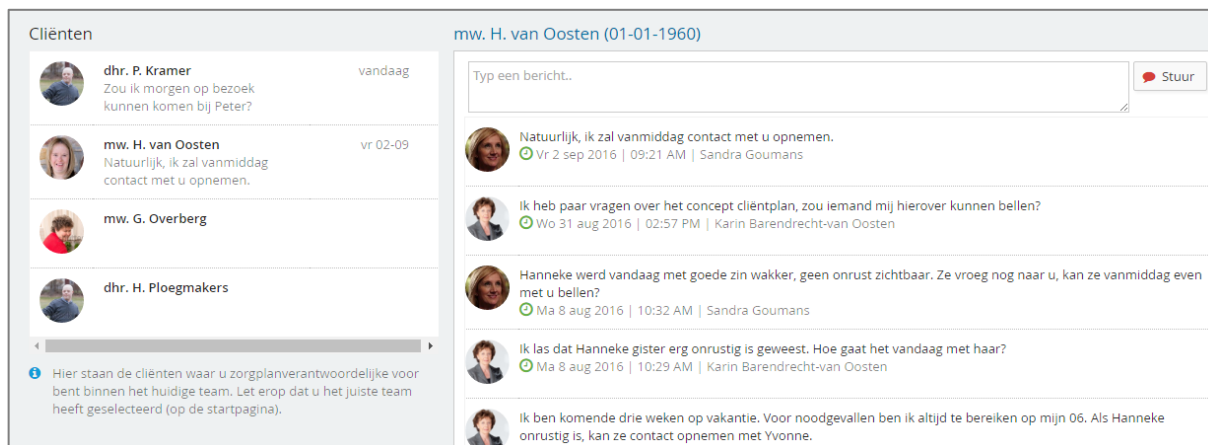 Cliënten
dhr. P. Kramer
vandaag
Zou ik morgen op bezoek
kunnen komen bij Peter?
mw. H. van Oosten
vr 02-09
Natuurlijk, ik zal vanmiddag
contact met u opnemen.
mw. G. Overberg
dhr. H. Ploegmakers
Hier staan de cliënten waar u zorgplanverantwoordelijke voor
bent binnen het huidige team. Let erop dat u het juiste team
heeft geselecteerd (op de startpagina).
mw. H. van Oosten (01-01-1960)
Typ een bericht..
Stuur
Natuurlijk, ik zal vanmiddag contact met u opnemen.
Vr 2 sep 2016 | 09:21 AM | Sandra Goumans
Ik heb paar vragen over het concept cliëntplan, zou iemand mij hierover kunnen bellen?
Wo 31 aug 2016 | 02:57 PM | Karin Barendrecht-van Oosten
Hanneke werd vandaag met goede zin wakker, geen onrust zichtbaar. Ze vroeg nog naar u, kan ze vanmiddag even
met u bellen?
Ma 8 aug 2016 | 10:32 AM | Sandra Goumans
Ik las dat Hanneke gister erg onrustig is geweest. Hoe gaat het vandaag met haar?
Ma 8 aug 2016 | 10:29 AM | Karin Barendrecht-van Oosten
Ik ben komende drie weken op vakantie. Voor noodgevallen ben ik altijd te bereiken op mijn 06. Als Hanneke
onrustig is, kan ze contact opnemen met Yvonne.